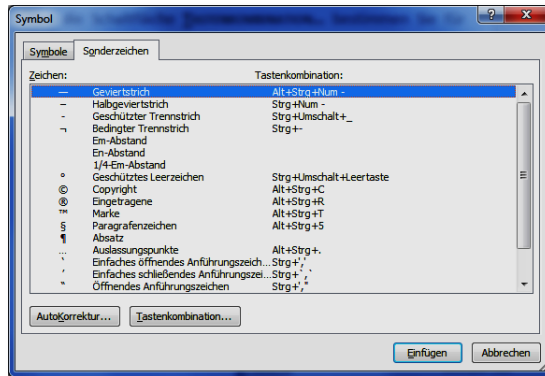 Symbol
Symbole Sonderzeichen
Zeichen: Tastenkombination:
— Geviertstrich Alt+Strg+Num -
– Halbgeviertstrich Strg+Num -
- Geschützter Trennstrich Strg+Umschalt+_
¬ Bedingter Trennstrich Strg+-
Em-Abstand
En-Abstand
1/4-Em-Abstand
° Geschütztes Leerzeichen Strg+Umschalt+Leertaste
© Copyright Alt+Strg+C
® Eingetragene Alt+Strg+R
™ Marke Alt+Strg+T
§ Paragrafenzeichen Alt+Strg+5
¶ Absatz
… Auslassungspunkte Alt+Strg+.
‘ Einfaches öffnendes Anführungszeich... Strg+','
’ Einfaches schließendes Anführungszei... Strg+`,`
“ Öffnendes Anführungszeichen Strg+',"
AutoKorrektur... Tastenkombination...
Einfügen Abbrechen